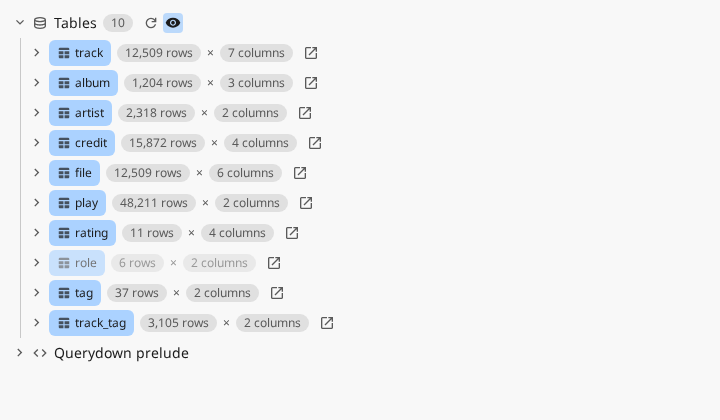 Tables 10
track 12,509 rows × 7 columns
album 1,204 rows × 3 columns
artist 2,318 rows × 2 columns
credit 15,872 rows × 4 columns
file 12,509 rows × 6 columns
play 48,211 rows × 2 columns
rating 11 rows × 4 columns
role 6 rows × 2 columns
tag 37 rows × 2 columns
track_tag 3,105 rows × 2 columns
Querydown prelude